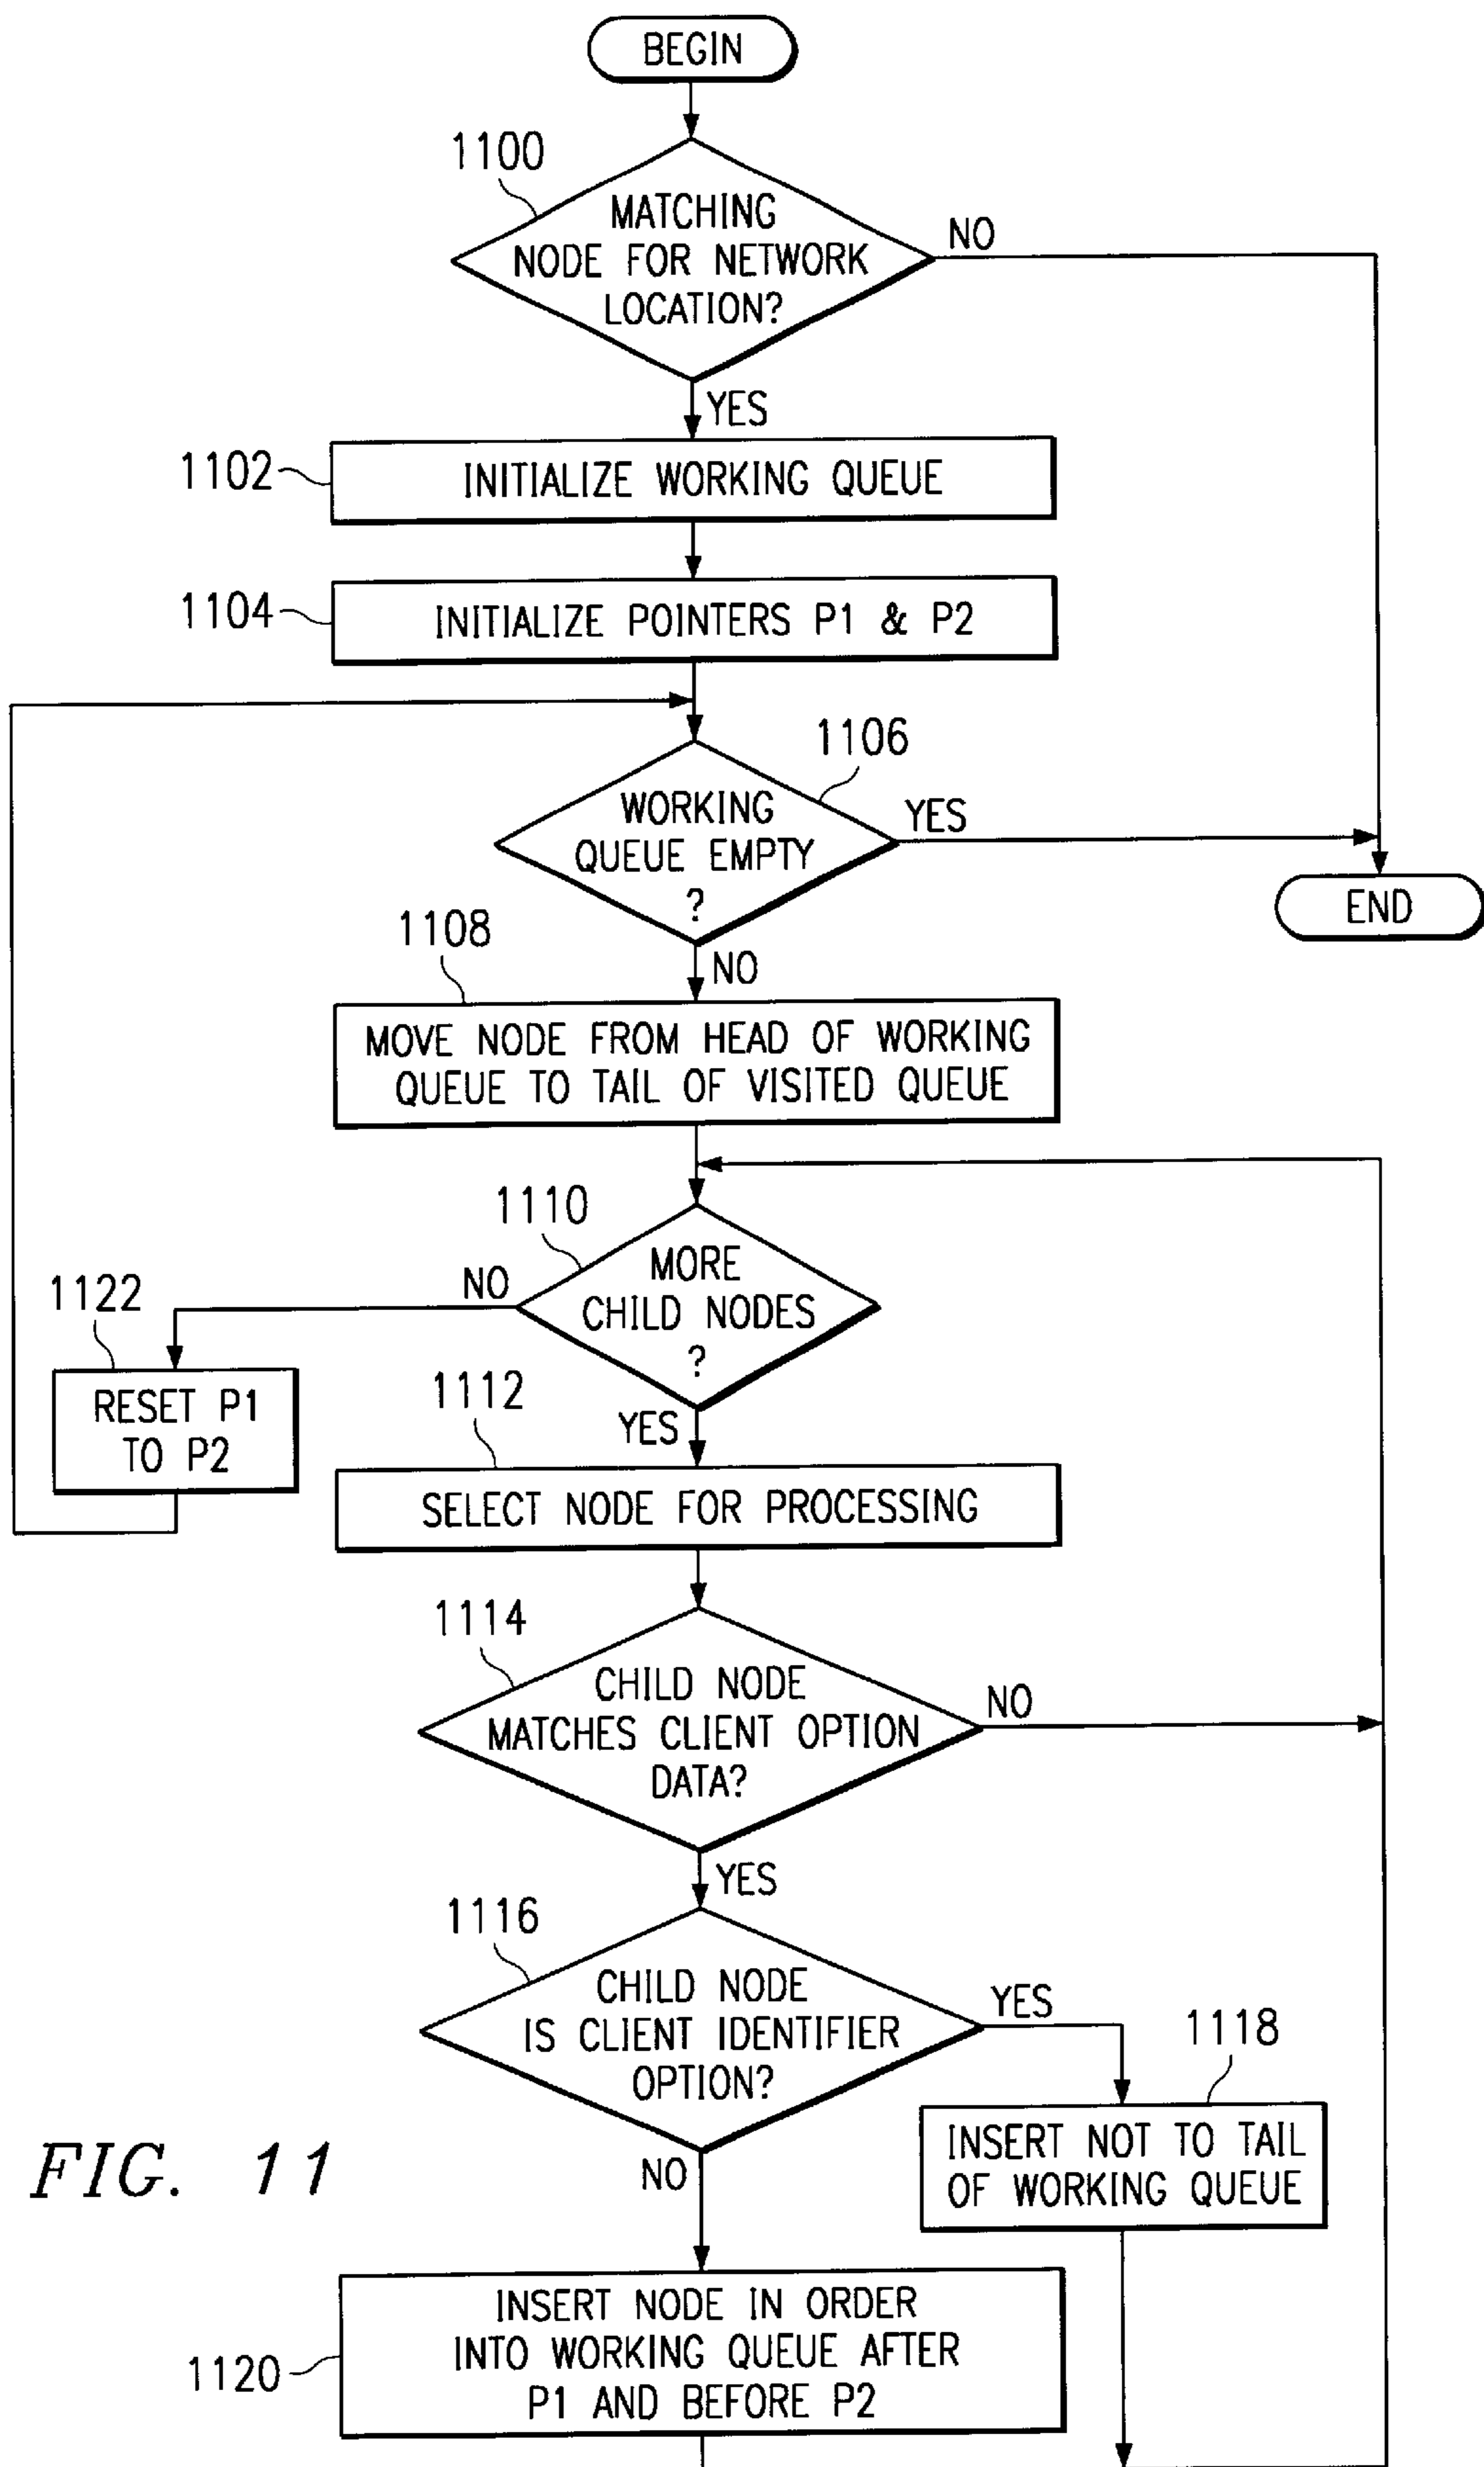 BEGIN
1100
MATCHING
NODE FOR NETWORK
LOCATION?
NO
YES
1102
INITIALIZE WORKING QUEUE
1104
INITIALIZE POINTERS P1 & P2
1106
WORKING
QUEUE EMPTY
?
YES
END
NO
1108
MOVE NODE FROM HEAD OF WORKING
QUEUE TO TAIL OF VISITED QUEUE
1110
MORE
CHILD NODES
?
NO
1122
RESET P1
TO P2
YES
1112
SELECT NODE FOR PROCESSING
1114
CHILD NODE
MATCHES CLIENT OPTION
DATA?
NO
YES
1116
CHILD NODE
IS CLIENT IDENTIFIER
OPTION?
YES
1118
INSERT NOT TO TAIL
OF WORKING QUEUE
NO
FIG. 11
1120
INSERT NODE IN ORDER
INTO WORKING QUEUE AFTER
P1 AND BEFORE P2